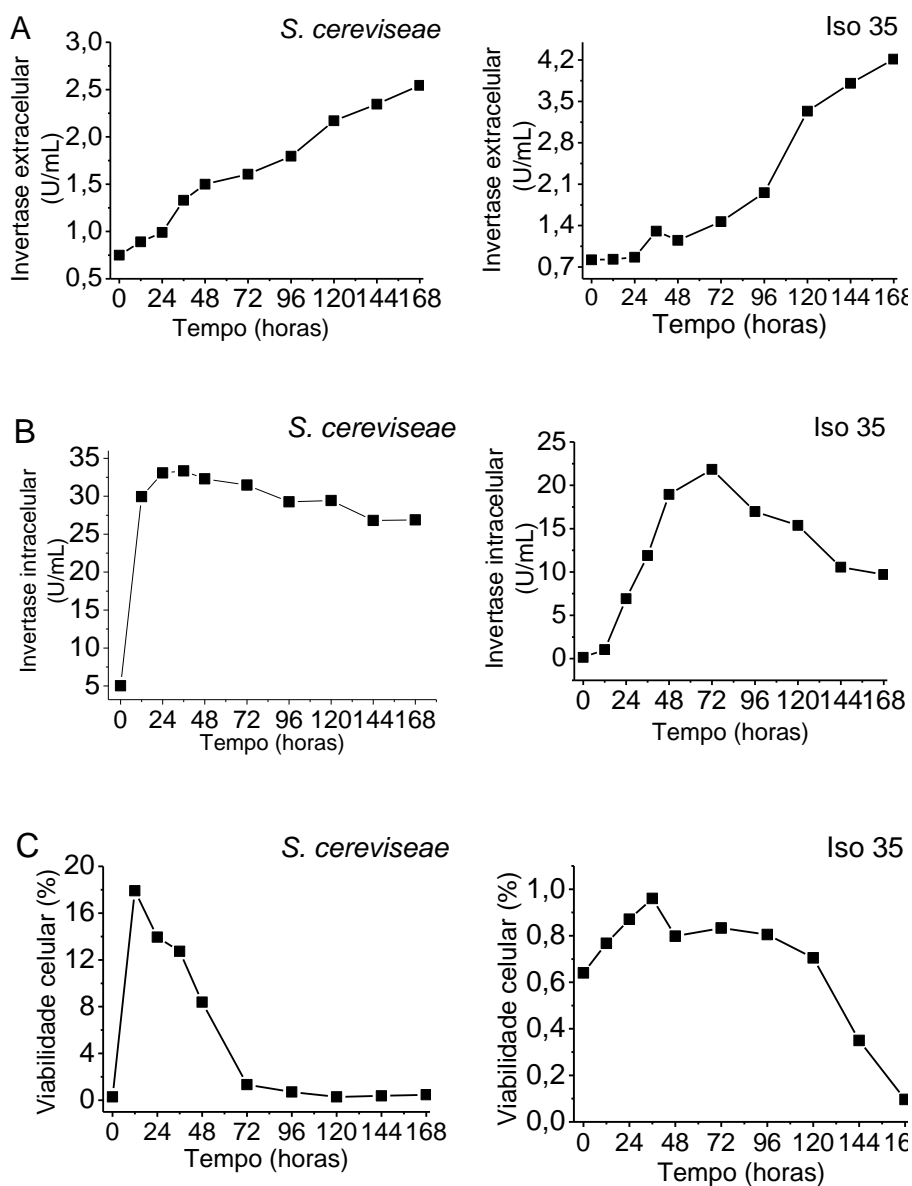 A
S. cereviseae
Invertase extracelular
(U/mL)
2,5
2,0
1,5
1,0
0,5
0 24 48 72 96 120 144 168
Tempo (horas)
Iso 35
Invertase extracelular
(U/mL)
4,2
3,5
2,8
2,1
1,4
0,7
0 24 48 72 96 120 144 168
Tempo (horas)
B
S. cereviseae
Invertase intracelular
(U/mL)
35
30
25
20
15
10
5
0 24 48 72 96 120 144 168
Tempo (horas)
Iso 35
Invertase intracelular
(U/mL)
25
20
15
10
5
0
0 24 48 72 96 120 144 168
Tempo (horas)
C
S. cereviseae
Viabilidade celular (%)
20
16
12
8
4
0
0 24 48 72 96 120 144 168
Tempo (horas)
Iso 35
Viabilidade celular (%)
1,0
0,8
0,6
0,4
0,2
0,0
0 24 48 72 96 120 144 16
Tempo (horas)